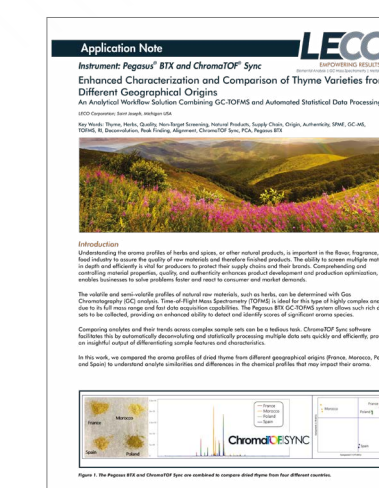 Application Note
LECO
EMPOWERING RESULTS
Instrument: Pegasus® BTX and ChromaTOF® Sync
Enhanced Characterization and Comparison of Thyme Varieties fro
Different Geographical Origins
An Analytical Workflow Solution Combining GC-TOFMS and Automated Statistical Data Processing
LECO Corporation; Saint Joseph, Michigan USA
Key Words: Thyme, Herbs, Quality, Non-Target Screening, Natural Products, Supply Chain, Origin, Authenticity, SPME, GC-MS,
TOFMS, RI, Deconvolution, Peak Finding, Alignment, ChromaTOF Sync, PCA, Pegasus BTX
Introduction
Understanding the aroma profiles of herbs and spices, or other natural products, is important in the flavor, fragrance,
food industry to assure the quality of raw materials and therefore finished products. The ability to screen multiple mat
in depth and efficiently is vital for producers to protect their supply chains and their brands. Comprehending and
controlling material properties, quality, and authenticity enhances product development and production optimization,
enables businesses to solve problems faster and react to consumer and market demands.
The volatile and semi-volatile profiles of natural raw materials, such as herbs, can be determined with Gas
Chromatography (GC) analysis. Time-of-Flight Mass Spectrometry (TOFMS) is ideal for this type of highly complex ana
due to its full mass range and fast data acquisition capabilities. The Pegasus BTX GC-TOFMS system allows such rich d
sets to be collected, providing an enhanced ability to detect and identify scores of significant aroma species.
Comparing analytes and their trends across complex sample sets can be a tedious task. ChromaTOF Sync software
facilitates this by automatically deconvoluting and statistically processing multiple data sets quickly and efficiently, pro
an insightful output of differentiating sample features and characteristics.
In this work, we compared the aroma profiles of dried thyme from different geographical origins (France, Morocco, Po
and Spain) to understand analyte similarities and differences in the chemical profiles that may impact their aroma.
France
Morocco
Spain
Poland
France
Morocco
Poland
Spain
ChromaTOF SYNC
Morocco
France
Poland
Spain
Figure 1. The Pegasus BTX and ChromaTOF Sync are combined to compare dried thyme from four different countries.